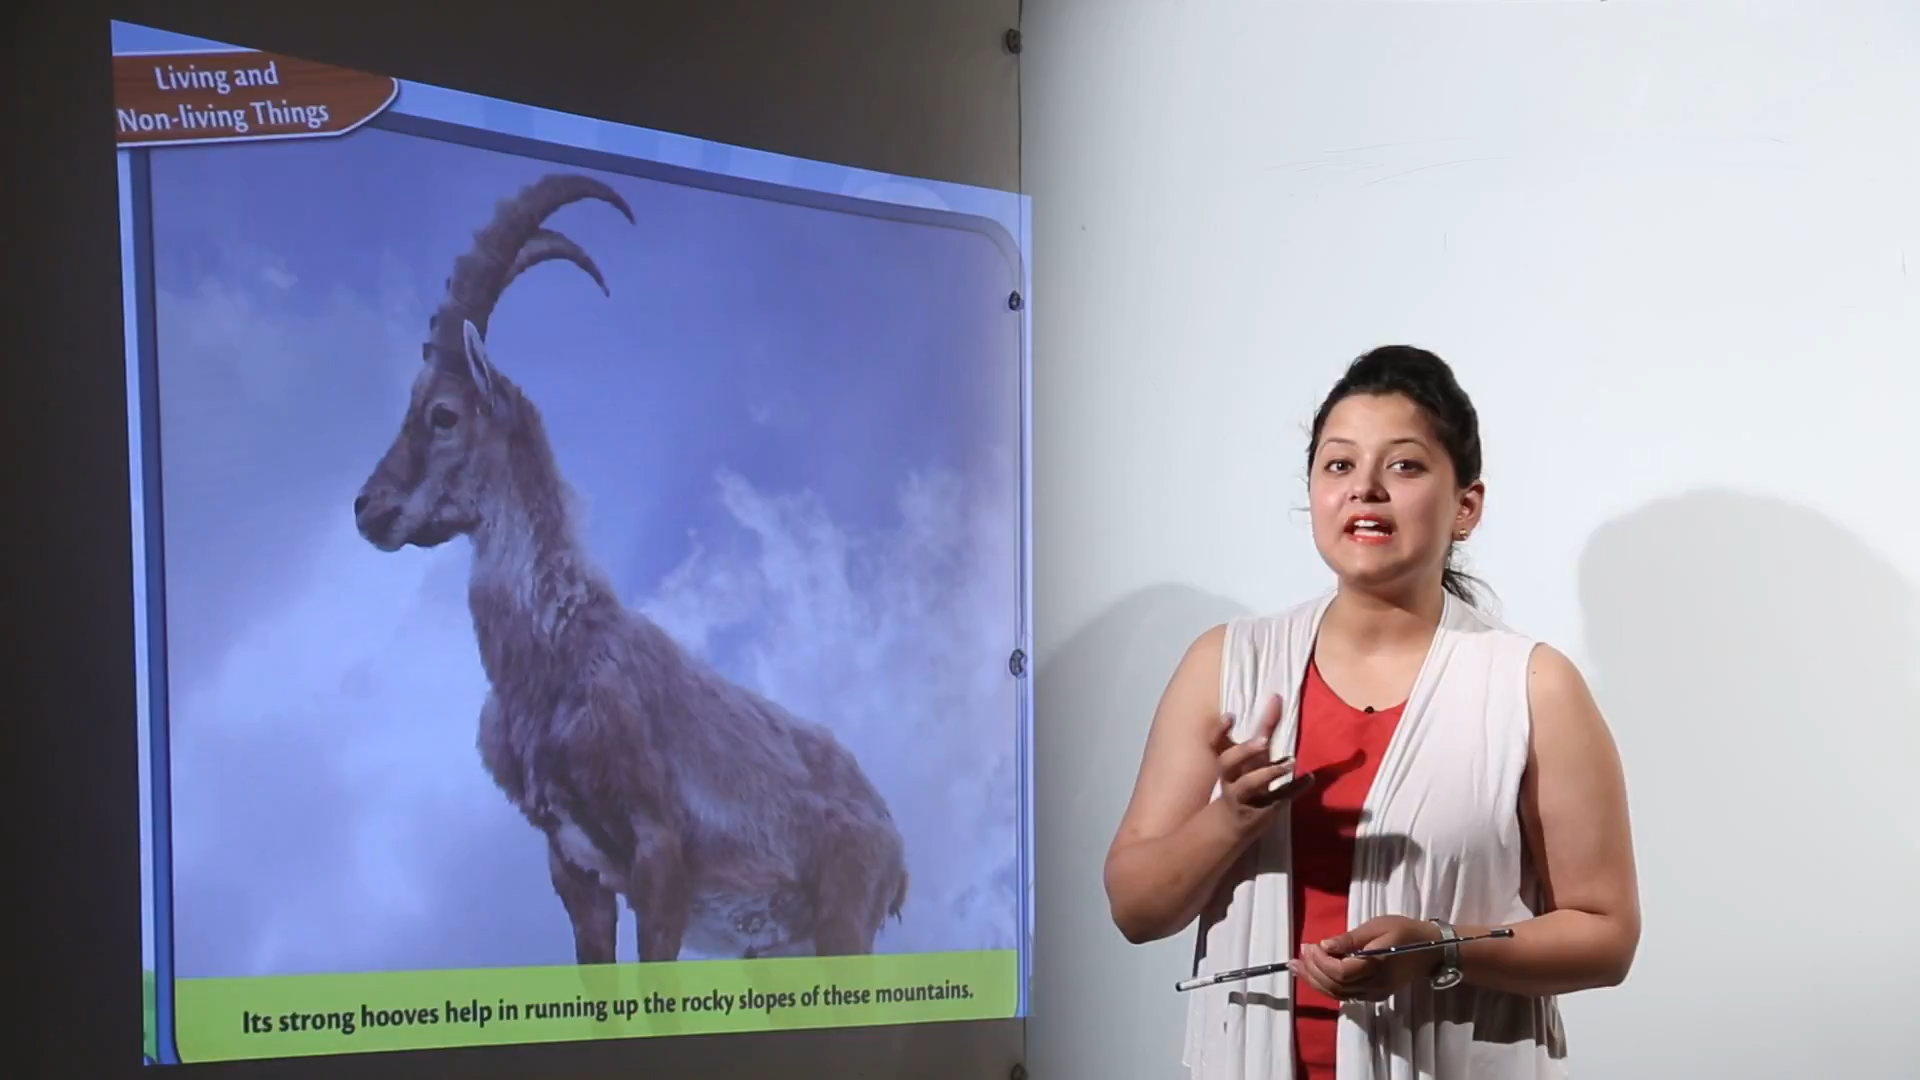 Living and
Non-living Things
Its strong hooves help in running up the rocky slopes of these mountains.